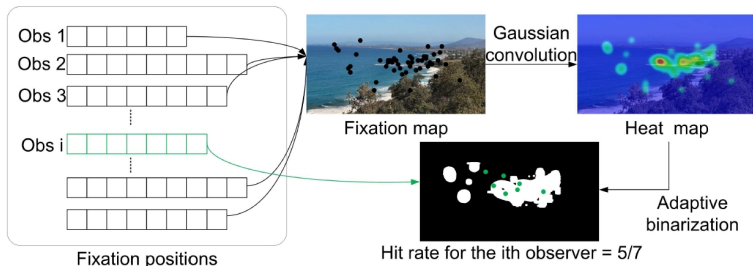 Obs 1
Obs 2
Obs 3
Obs i
Fixation positions
Fixation map
Gaussian
convolution
Heat map
Adaptive
binarization
Hit rate for the ith observer = 5/7